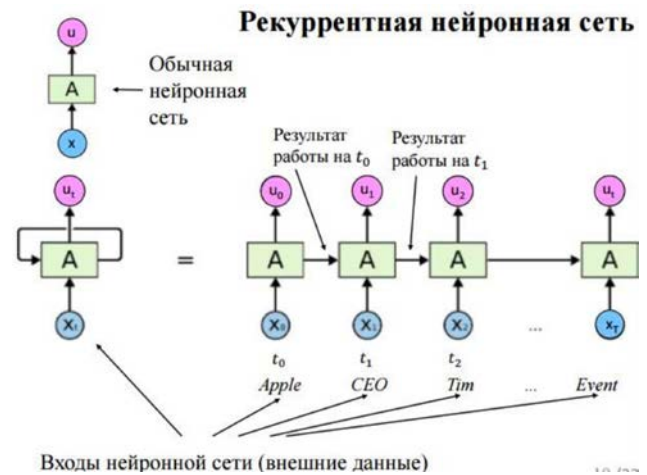 Рекуррентная нейронная сеть
u
A
x
Обычная
нейронная
сеть
Результат
работы на t₀
Результат
работы на t₁
uₜ
u₀
u₁
u₂
uₜ
A
=
A
A
A
A
Xₜ
X₀
X₁
X₂
...
x_T
t₀
t₁
t₂
Apple
CEO
Tim
...
Event
Входы нейронной сети (внешние данные)